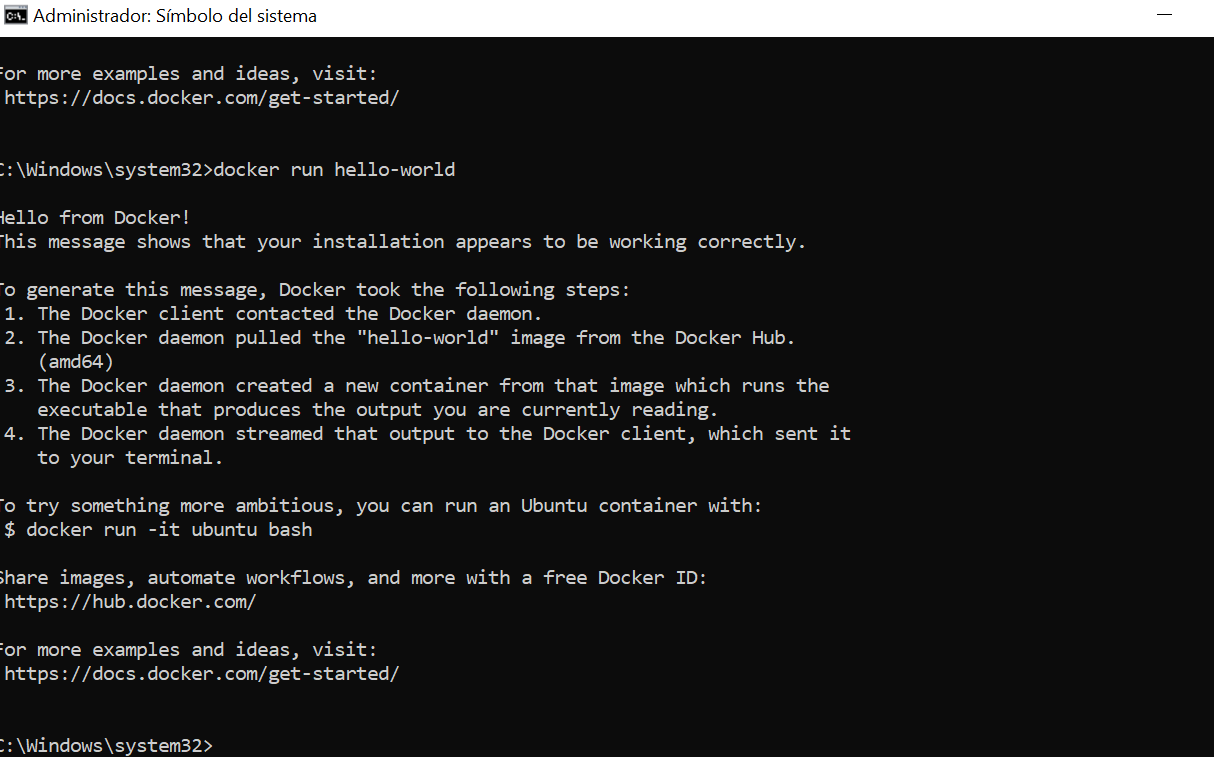 Administrador: Símbolo del sistema
For more examples and ideas, visit:
https://docs.docker.com/get-started/
C:\Windows\system32>docker run hello-world
Hello from Docker!
This message shows that your installation appears to be working correctly.
To generate this message, Docker took the following steps:
1. The Docker client contacted the Docker daemon.
2. The Docker daemon pulled the "hello-world" image from the Docker Hub.
(amd64)
3. The Docker daemon created a new container from that image which runs the
executable that produces the output you are currently reading.
4. The Docker daemon streamed that output to the Docker client, which sent it
to your terminal.
To try something more ambitious, you can run an Ubuntu container with:
$ docker run -it ubuntu bash
Share images, automate workflows, and more with a free Docker ID:
https://hub.docker.com/
For more examples and ideas, visit:
https://docs.docker.com/get-started/
C:\Windows\system32>